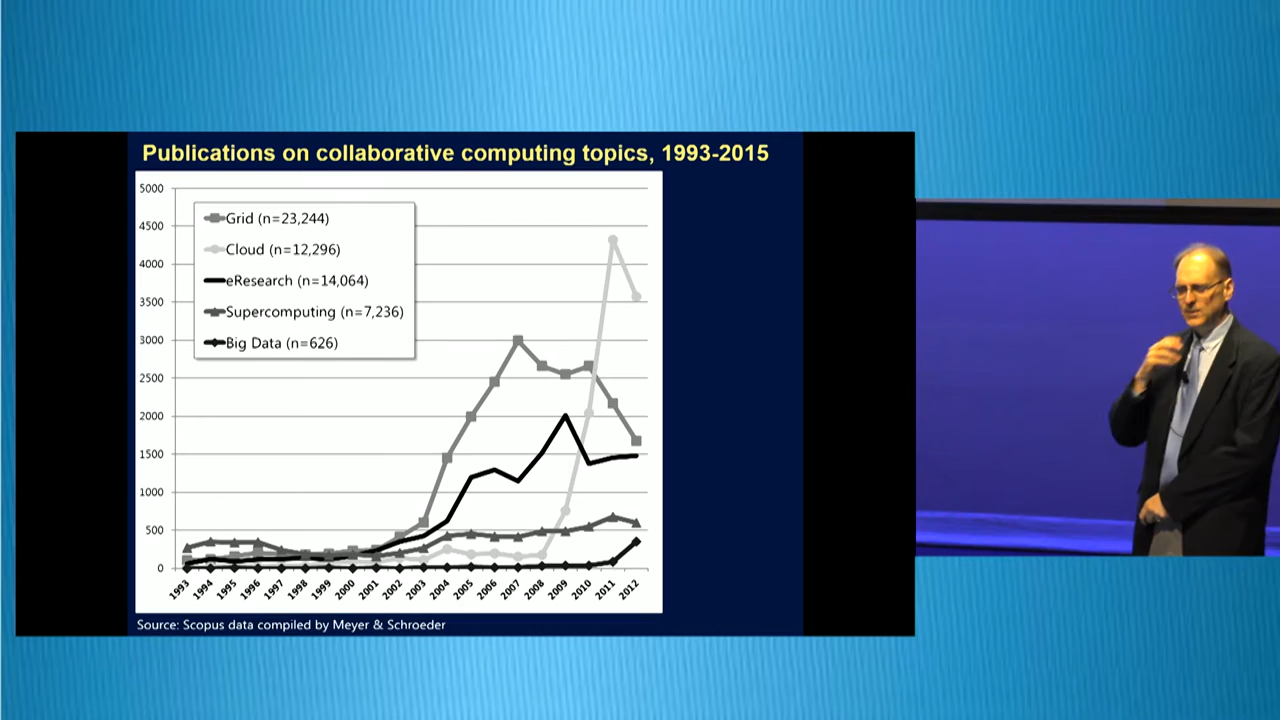 Publications on collaborative computing topics, 1993-2015
5000
4500
4000
3500
3000
2500
2000
1500
1000
500
0
Grid (n=23,244)
Cloud (n=12,296)
eResearch (n=14,064)
Supercomputing (n=7,236)
Big Data (n=626)
1993 1994 1995 1996 1997 1998 1999 2000 2001 2002 2003 2004 2005 2006 2007 2008 2009 2010 2011 2012
Source: Scopus data compiled by Meyer & Schroeder